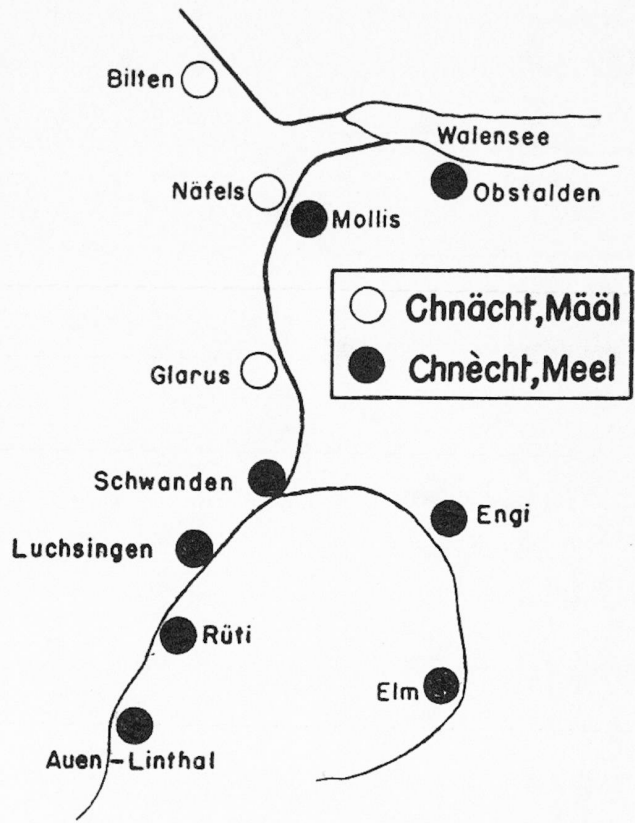 Bilten
Walensee
Näfels
Obstalden
Mollis
Chnächt, Määl
Chnècht, Meel
Glarus
Schwanden
Engi
Luchsingen
Rüti
Elm
Auen-Linthal